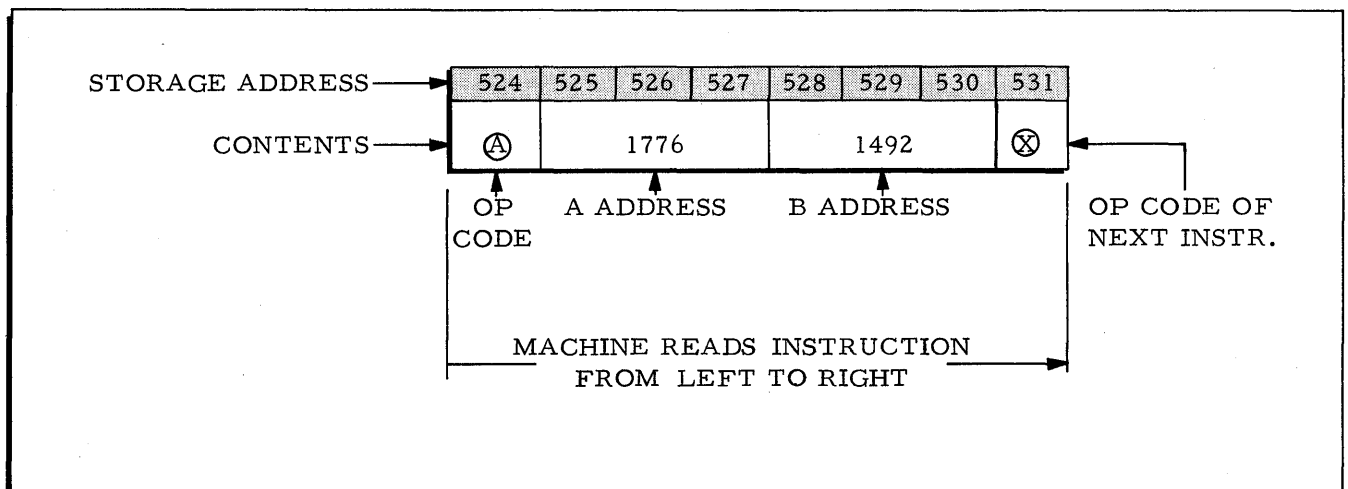 STORAGE ADDRESS 524 525 526 527 528 529 530 531
CONTENTS Ⓐ 1776 1492 Ⓧ
OP A ADDRESS B ADDRESS OP CODE OF
CODE NEXT INSTR.
MACHINE READS INSTRUCTION
FROM LEFT TO RIGHT